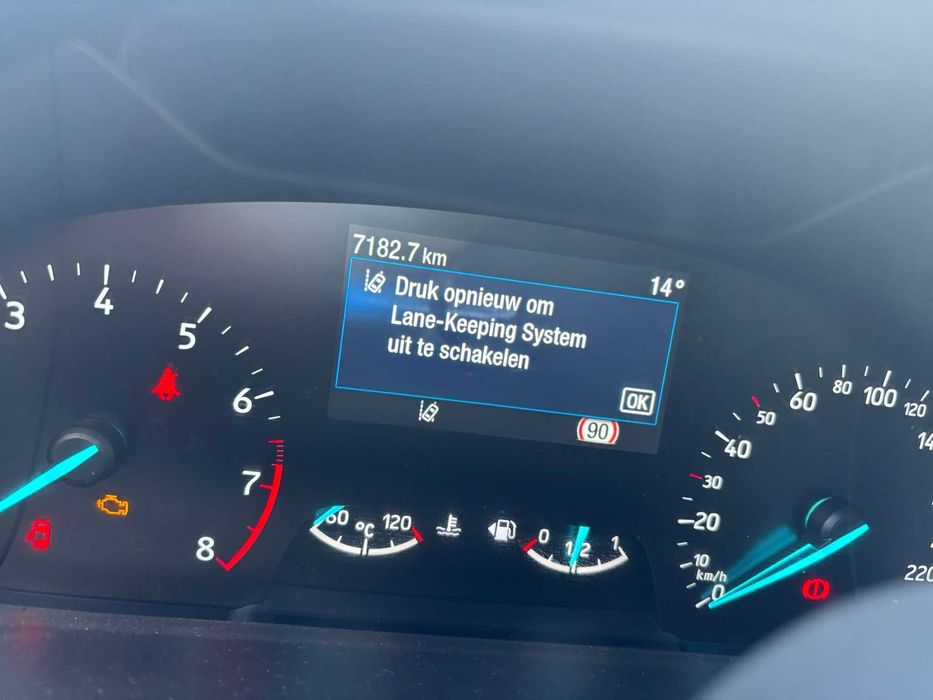 7182.7 km
14°
Druk opnieuw om
Lane-Keeping System
uit te schakelen
OK
90
3
4
5
6
7
8
60 °C 120
0 1/2 1
0
10
20
30
40
50
60
80
100
120
14
220
km/h